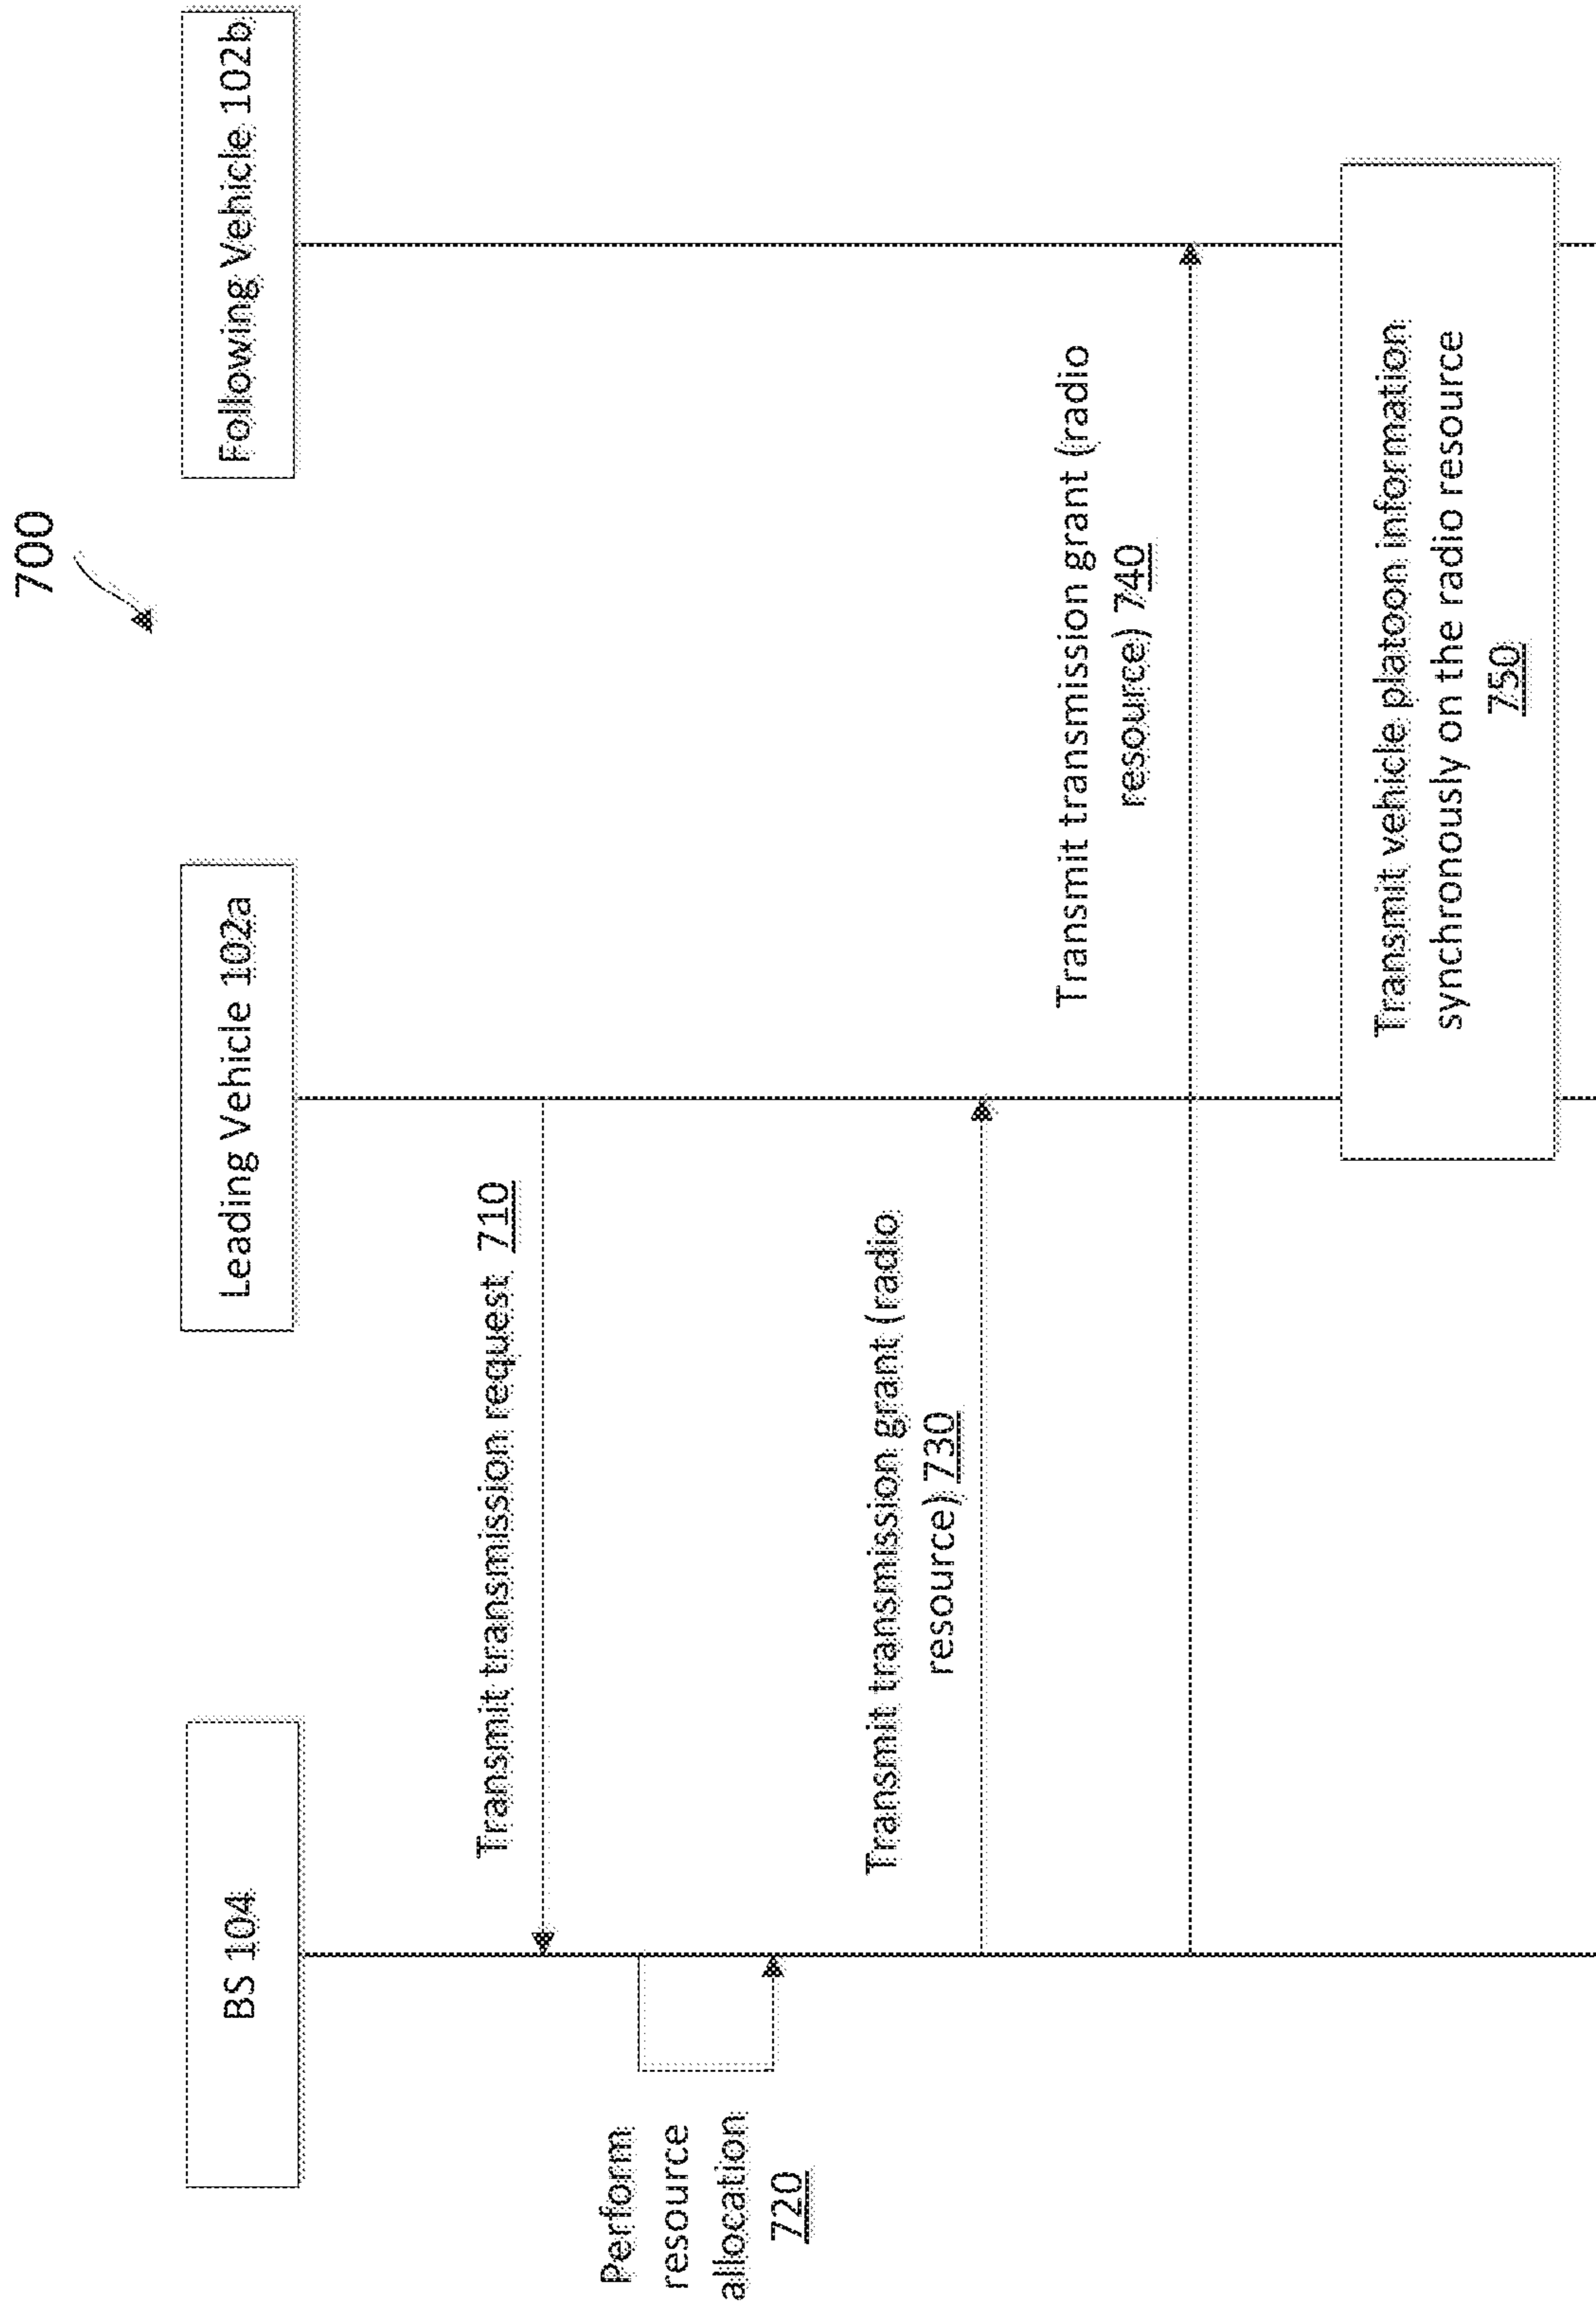 700
BS 104
Leading Vehicle 102a
Following Vehicle 102b
Transmit transmission request 710
Perform
resource
allocation
720
Transmit transmission grant (radio
resource) 730
Transmit transmission grant (radio
resource) 740
Transmit vehicle platoon information
synchronously on the radio resource
750